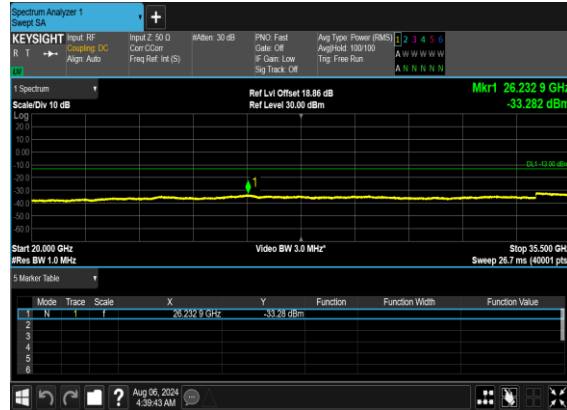 Spectrum Analyzer 1
Swept SA
+
KEYSIGHT
R T
Input: RF
Coupling: DC
Align: Auto
Input Z: 50 Ω
Corr CCorr
Freq Ref: Int (S)
#Atten: 30 dB
PNO: Fast
Gate: Off
IF Gain: Low
Sig Track: Off
Avg Type: Power (RMS)
Avg|Hold: 100/100
Trig: Free Run
1 2 3 4 5 6
A W W W W W
A N N N N N
1 Spectrum
Scale/Div 10 dB
Ref Lvl Offset 18.86 dB
Ref Level 30.00 dBm
Mkr1 26.232 9 GHz
-33.282 dBm
Log
20.0
10.0
0.00
-10.0
-20.0
-30.0
-40.0
-50.0
-60.0
DL1 -13.00 dBm
1
Start 20.000 GHz
#Res BW 1.0 MHz
Video BW 3.0 MHz*
Stop 35.500 GHz
Sweep 26.7 ms (40001 pts
5 Marker Table
Mode Trace Scale X Y Function Function Width Function Value
1 N 1 f 26.232 9 GHz -33.28 dBm
2
3
4
5
6
?
Aug 06, 2024
4:39:43 AM